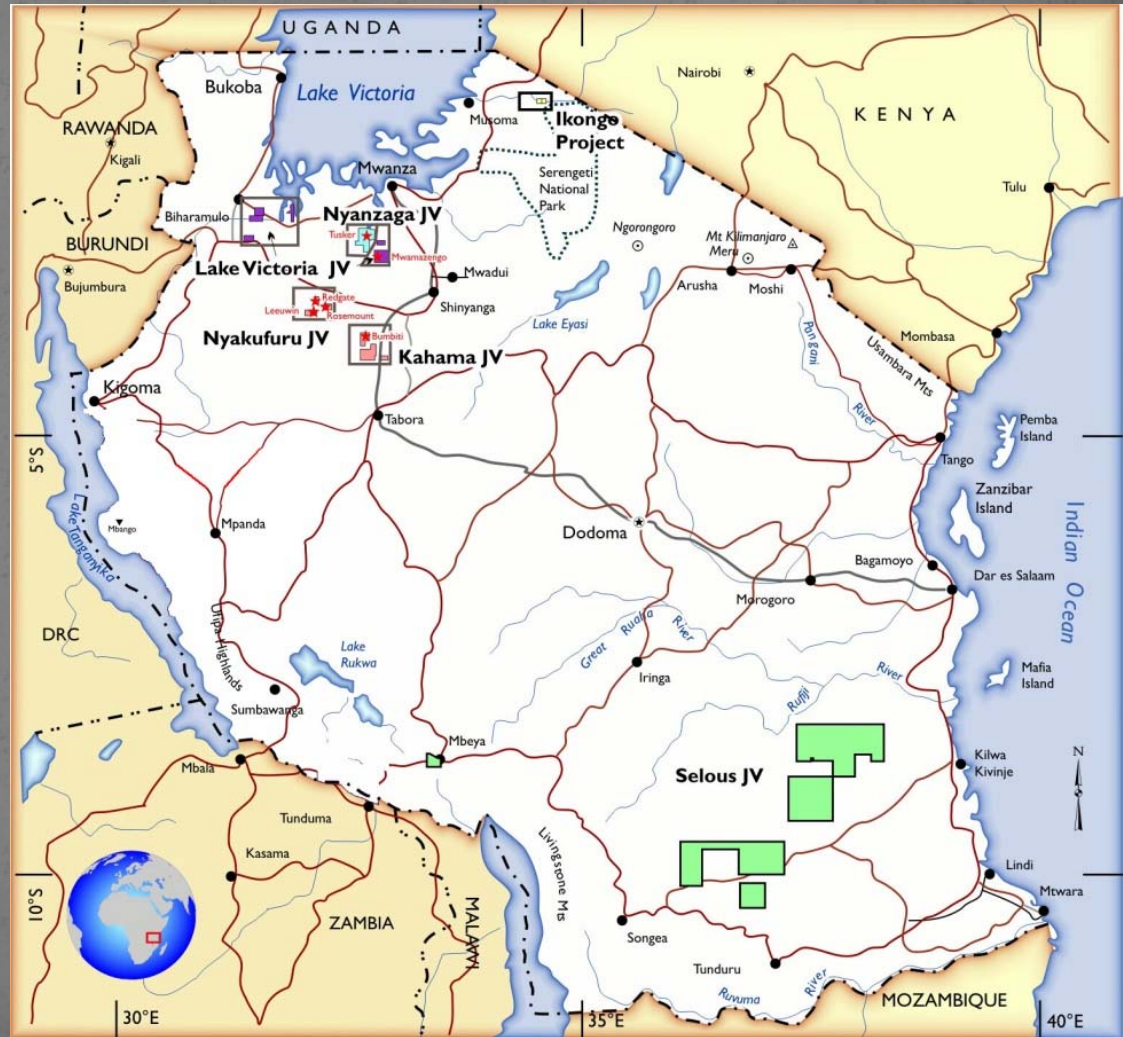 UGANDA
Bukoba
Lake Victoria
Nairobi
KENYA
RAWANDA
Kigali
Musoma
Ikongo
Project
Mwanza
Serengeti
National
Park
Tulu
Biharamulo
Nyanzaga JV
Tusker
Mwamazengo
BURUNDI
Bujumbura
Ngorongoro
Mt Kilimanjaro
Meru
Lake Victoria JV
Mwadui
Arusha
Moshi
Shinyanga
Redgate
Leeuwin
Rosemount
Lake Eyasi
Nyakufuru JV
Bumbiti
Kahama JV
Pangani
River
Usambara Mts
Mombasa
Kigoma
Tabora
Pemba
Island
Tango
5°S
Zanzibar
Island
Indian Ocean
Lake Tanganyika
Mbango
Mpanda
Dodoma
Bagamoyo
Dar es Salaam
Morogoro
DRC
Ufipa Highlands
Lake
Rukwa
Great Ruaha River
Iringa
Rufiji
River
Mafia
Island
Sumbawanga
Mbeya
Mbala
Selous JV
Kilwa
Kivinje
N
Tunduma
Kasama
Livingstone Mts
Lindi
Mtwara
10°S
ZAMBIA
MALAWI
Songea
Tunduru
Ruvuma
River
MOZAMBIQUE
30°E
35°E
40°E